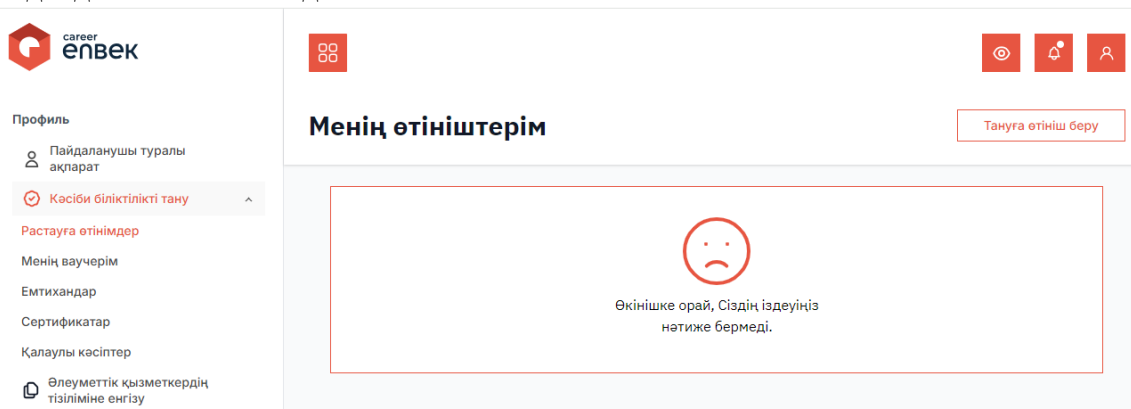 career
enbek
Менің өтініштерім
Тануға өтініш беру
Профиль
Пайдаланушы туралы
ақпарат
Кәсіби біліктілікті тану
Растауға өтінімдер
Менің ваучерім
Емтихандар
Сертификатар
Қалаулы кәсіптер
Әлеуметтік қызметкердің
тізіліміне енгізу
Өкінішке орай, Сіздің іздеуіңіз
нәтиже бермеді.